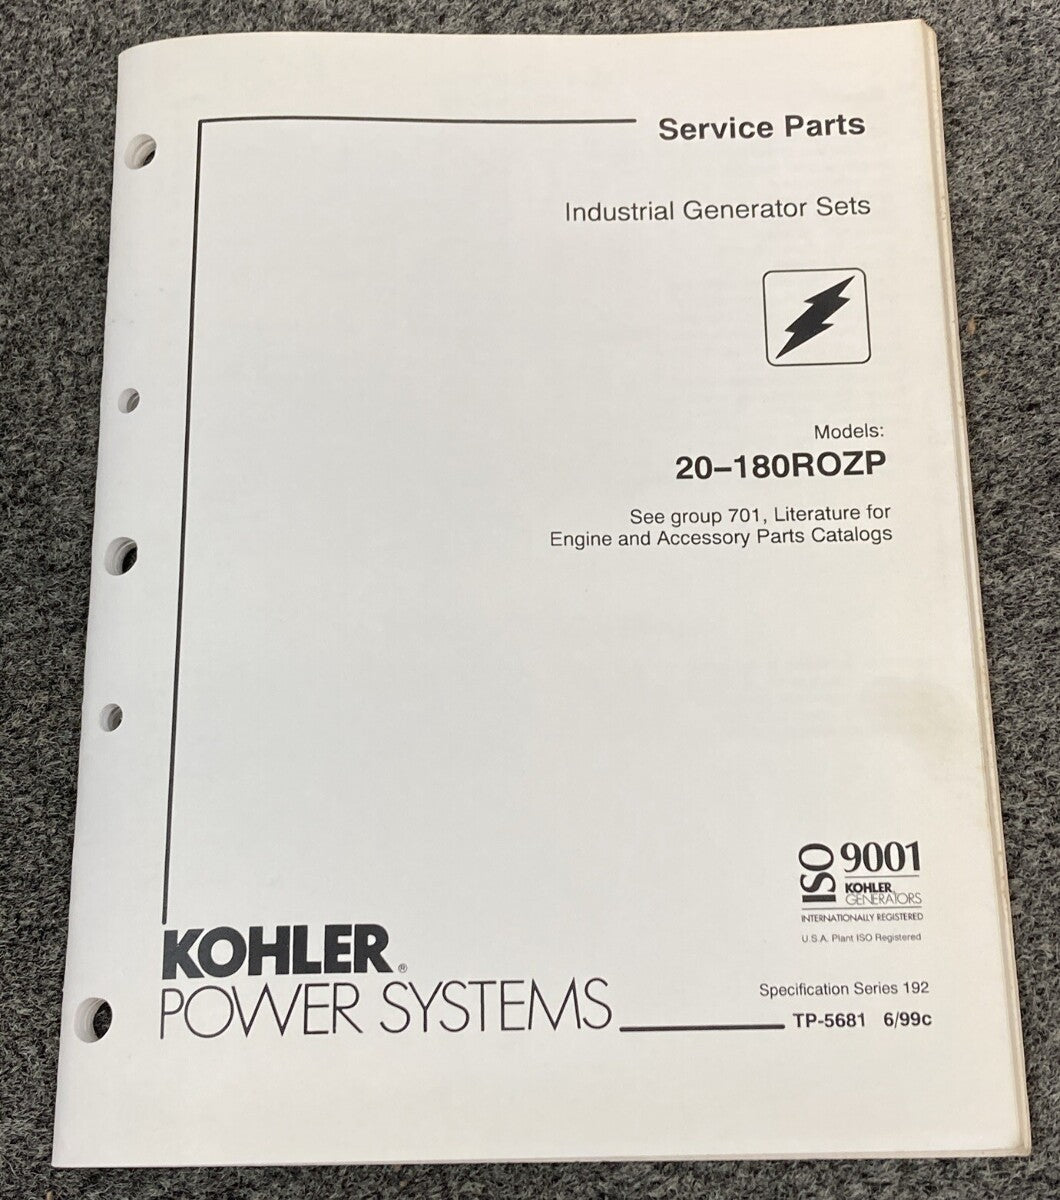 Service Parts
Industrial Generator Sets
Models:
20–180ROZP
See group 701, Literature for
Engine and Accessory Parts Catalogs
ISO 9001
KOHLER®
GENERATORS
INTERNATIONALLY REGISTERED
U.S.A. Plant ISO Registered
KOHLER®
POWER SYSTEMS
Specification Series 192
TP-5681 6/99c